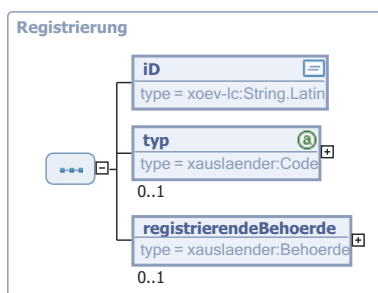 Registrierung
iD
type = xoev-lc:String.Latin
typ
a
type = xauslaender:Code
0..1
registrierendeBehoerde
type = xauslaender:Behoerde
0..1